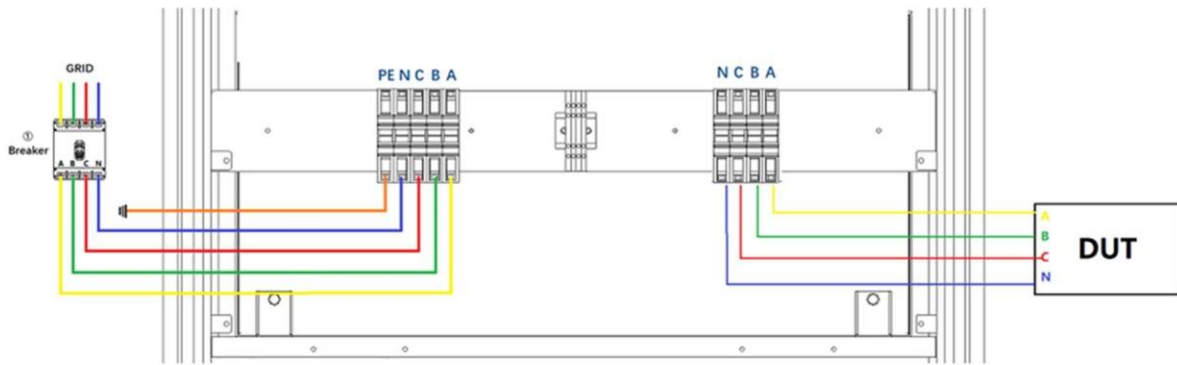 GRID
①
Breaker
A B C N
PE N C B A
N C B A
A
B
C
N
DUT